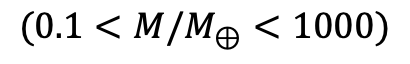 (0.1 < M/M⊕ < 1000)